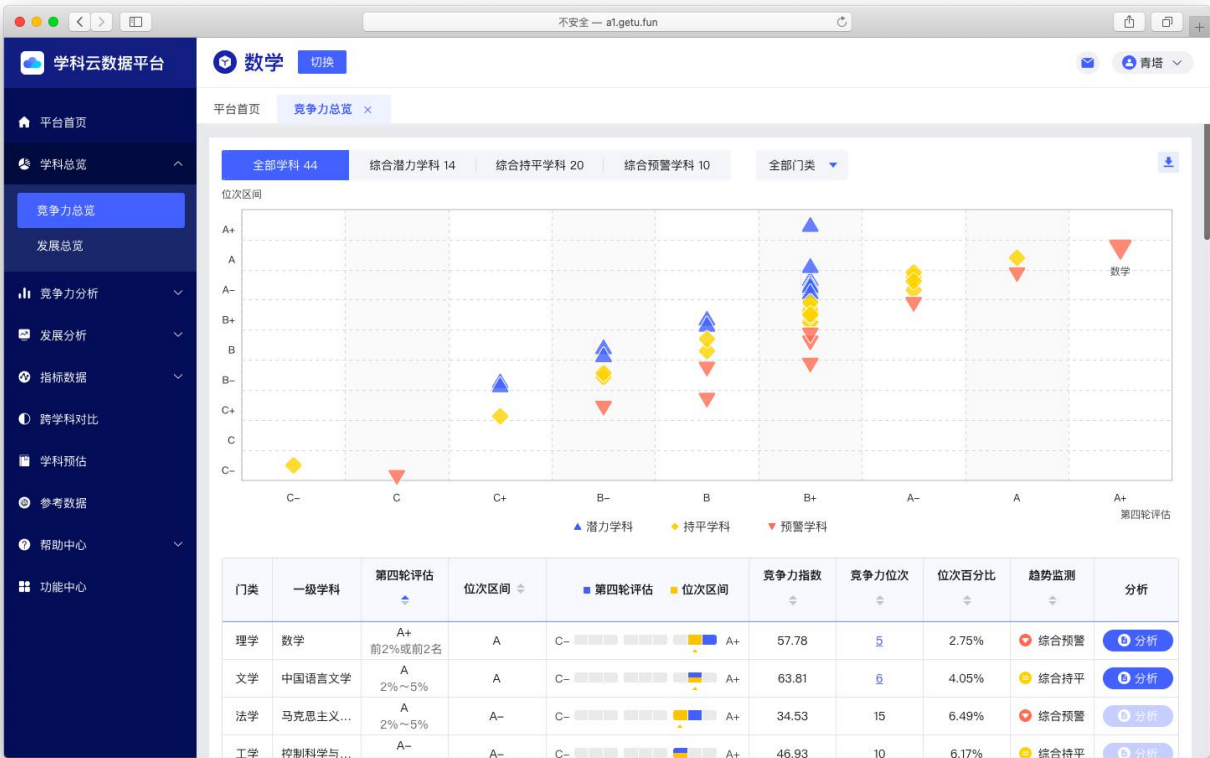 不安全 — a1.getu.fun
学科云数据平台
数学 切换
青塔
平台首页
学科总览
竞争力总览
发展总览
竞争力分析
发展分析
指标数据
跨学科对比
学科预估
参考数据
帮助中心
功能中心
平台首页 竞争力总览 ×
全部学科 44 综合潜力学科 14 综合持平学科 20 综合预警学科 10 全部门类
位次区间
A+
A
A−
B+
B
B−
C+
C
C−
数学
C− C C+ B− B B+ A− A A+
第四轮评估
潜力学科 持平学科 预警学科
门类 一级学科 第四轮评估 位次区间 第四轮评估 位次区间 竞争力指数 竞争力位次 位次百分比 趋势监测 分析
理学 数学 A+ A C− A+ 57.78 5 2.75% 综合预警 分析
前2%或前2名
文学 中国语言文学 A A C− A+ 63.81 6 4.05% 综合持平 分析
2%～5%
法学 马克思主义… A A− C− A+ 34.53 15 6.49% 综合预警 分析
2%～5%
工学 控制科学与… A− A− C− A+ 46.93 10 6.17% 综合持平 分析